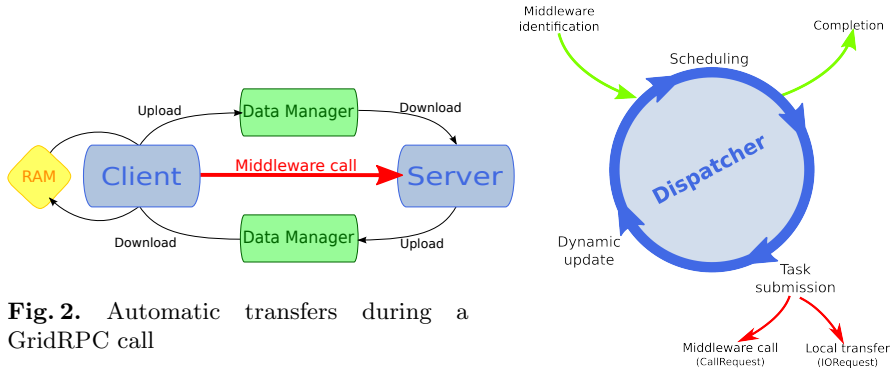 Upload
Data Manager
Download
RAM
Client
Middleware call
Server
Download
Data Manager
Upload
Fig. 2. Automatic transfers during a
GridRPC call
Middleware
identification
Completion
Scheduling
Dispatcher
Dynamic
update
Task
submission
Middleware call
(CallRequest)
Local transfer
(IORequest)